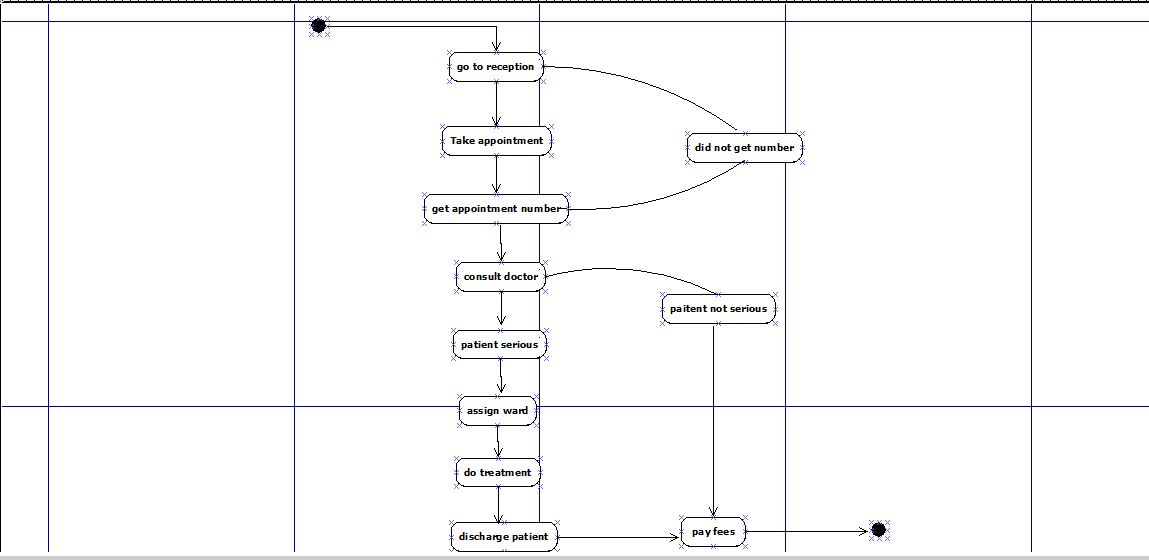 go to reception
Take appointment
did not get number
get appointment number
consult doctor
paitent not serious
patient serious
assign ward
do treatment
discharge patient
pay fees